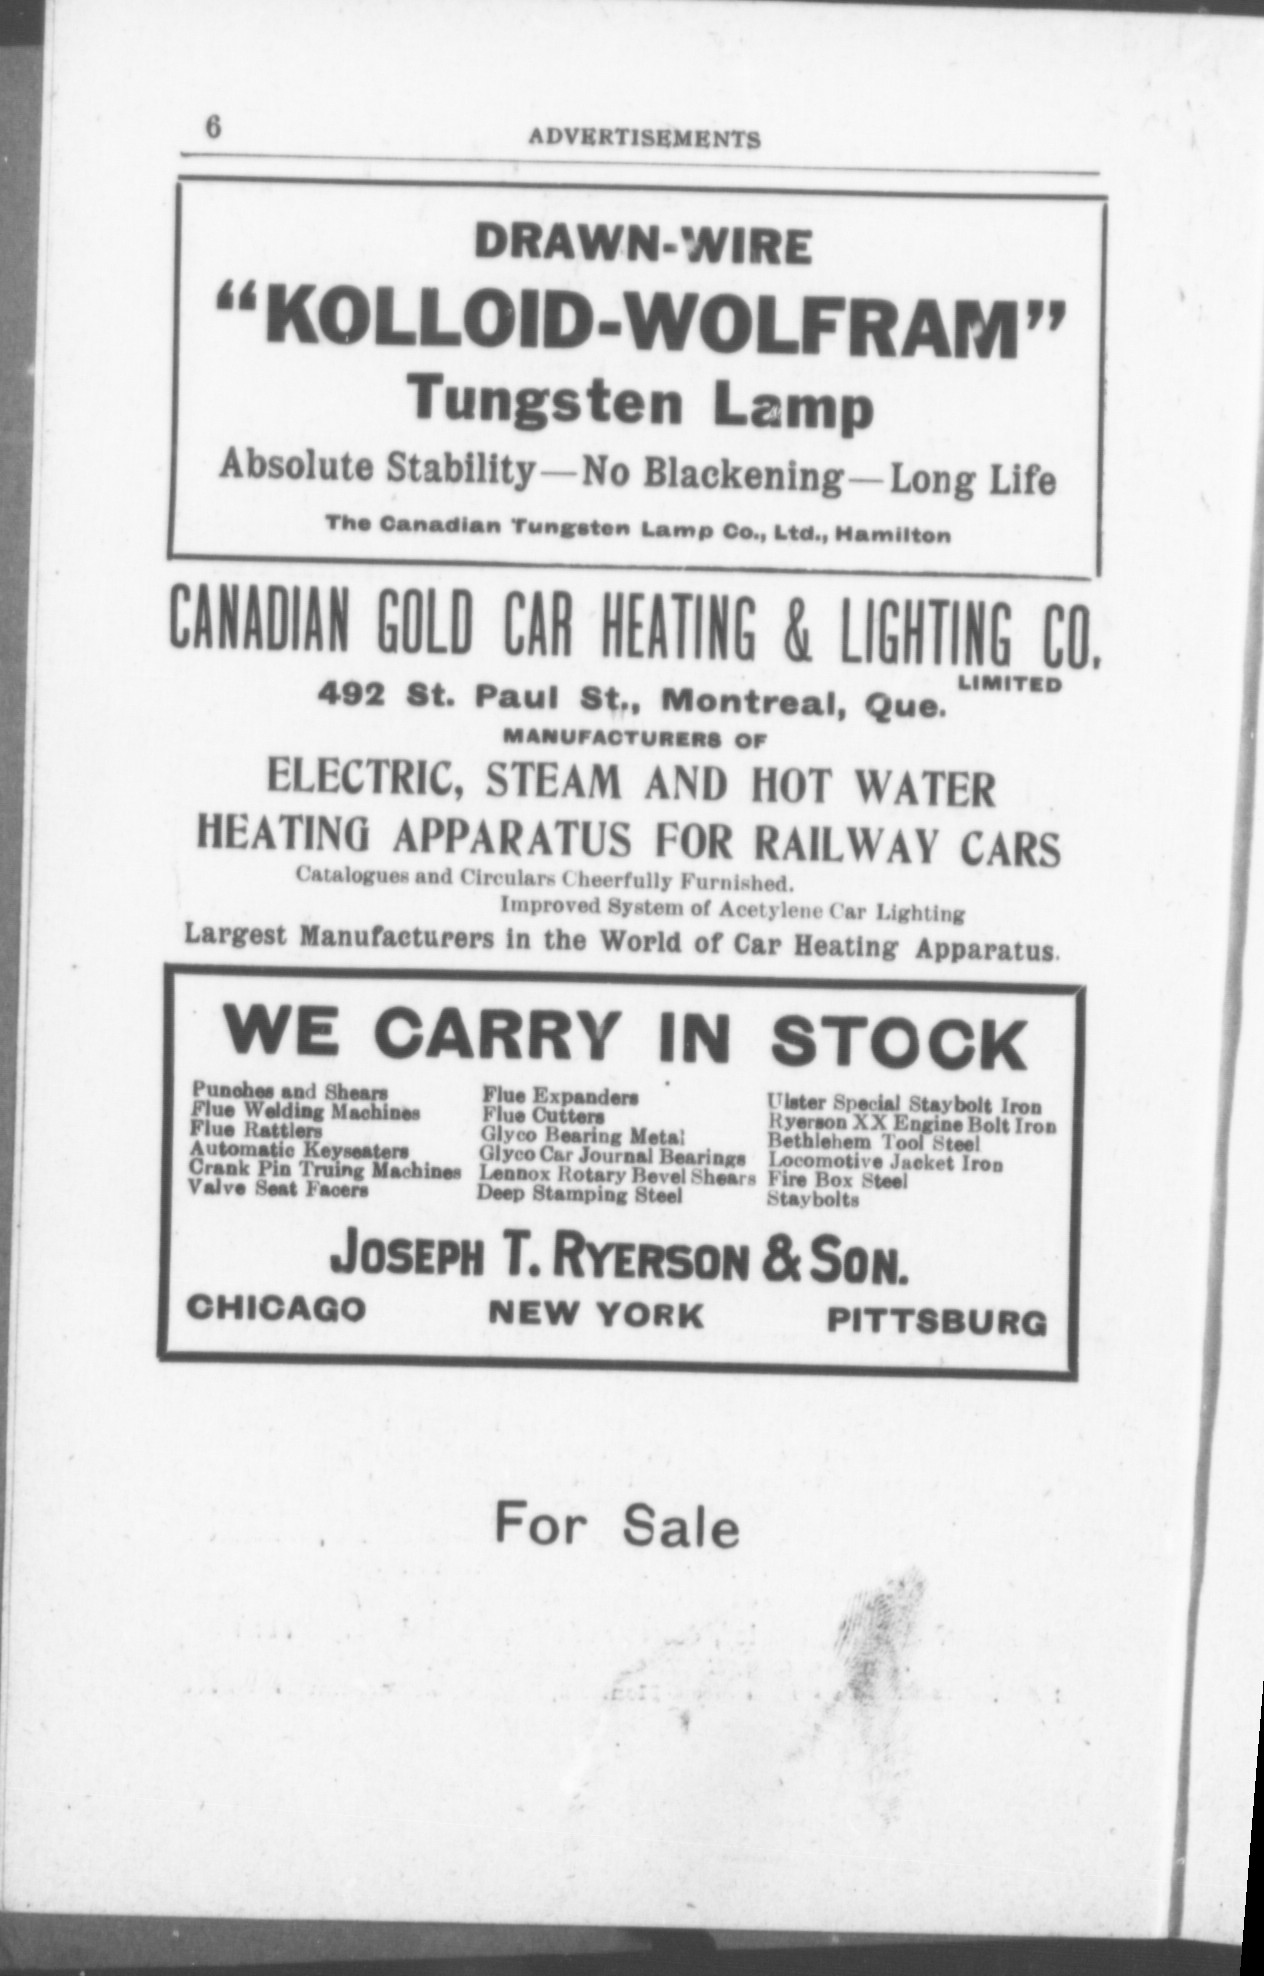 6
ADVERTISEMENTS
DRAWN-WIRE
“KOLLOID-WOLFRAM”
Tungsten Lamp
Absolute Stability—No Blackening—Long Life
The Canadian Tungsten Lamp Co., Ltd., Hamilton
CANADIAN GOLD CAR HEATING & LIGHTING CO.
LIMITED
492 St. Paul St., Montreal, Que.
MANUFACTURERS OF
ELECTRIC, STEAM AND HOT WATER
HEATING APPARATUS FOR RAILWAY CARS
Catalogues and Circulars Cheerfully Furnished.
Improved System of Acetylene Car Lighting
Largest Manufacturers in the World of Car Heating Apparatus.
WE CARRY IN STOCK
Punches and Shears
Flue Welding Machines
Flue Rattlers
Automatic Keyseaters
Crank Pin Truing Machines
Valve Seat Facers
Flue Expanders
Flue Cutters
Glyco Bearing Metal
Glyco Car Journal Bearings
Lennox Rotary Bevel Shears
Deep Stamping Steel
Ulster Special Staybolt Iron
Ryerson XX Engine Bolt Iron
Bethlehem Tool Steel
Locomotive Jacket Iron
Fire Box Steel
Staybolts
JOSEPH T. RYERSON & SON.
CHICAGO NEW YORK PITTSBURG
For Sale